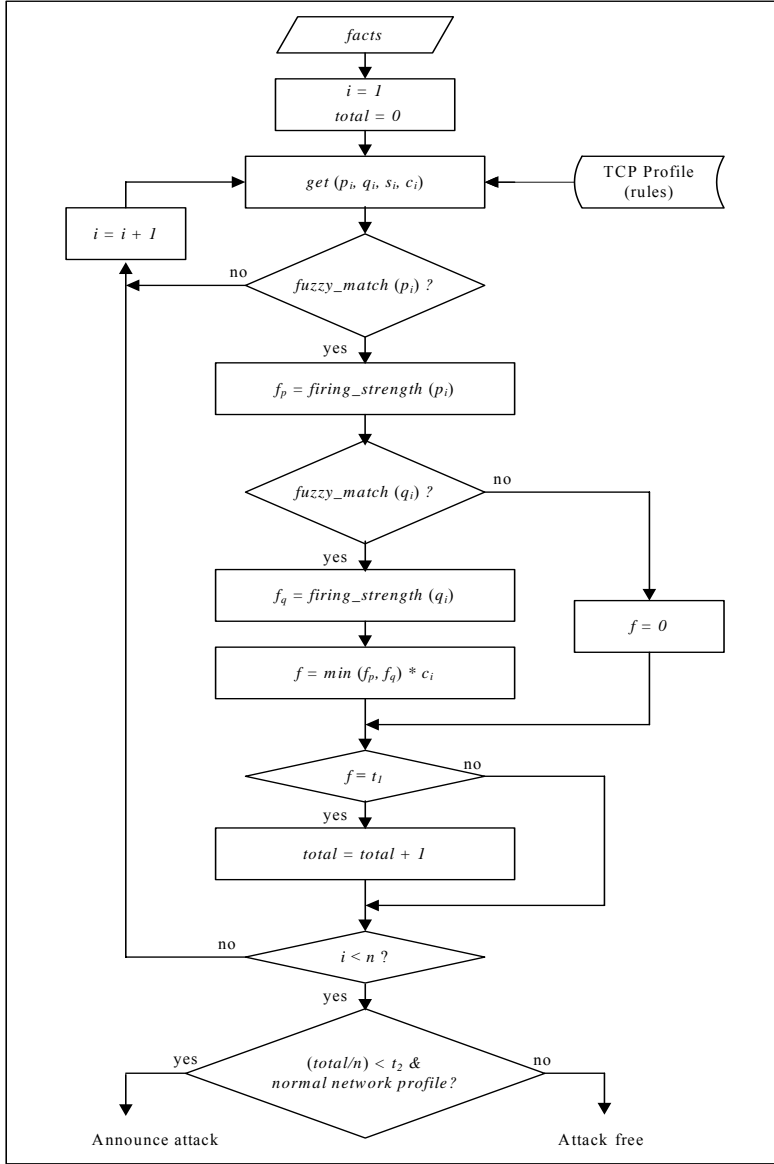 facts
i = 1
total = 0
get (pᵢ, qᵢ, sᵢ, cᵢ)
TCP Profile
(rules)
i = i + 1
no
fuzzy_match (pᵢ) ?
yes
fₚ = firing_strength (pᵢ)
fuzzy_match (qᵢ) ?
no
yes
f_q = firing_strength (qᵢ)
f = 0
f = min (fₚ, f_q) * cᵢ
f = t₁
no
yes
total = total + 1
no
i < n ?
yes
yes
(total/n) < t₂ &
normal network profile?
no
Announce attack
Attack free